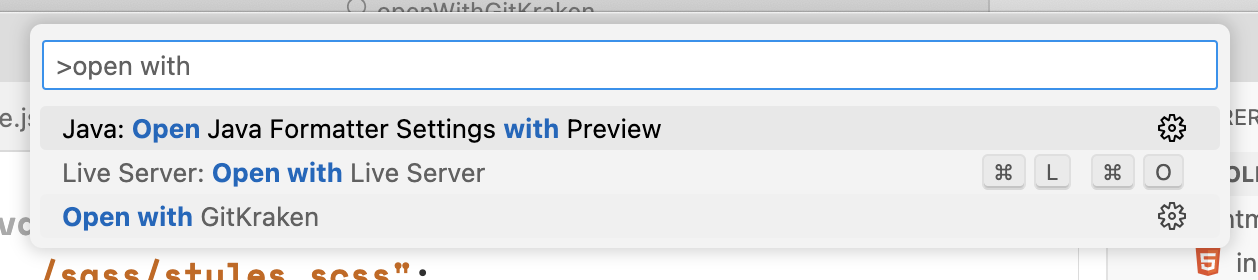 openWithGitKraken
>open with
Java: Open Java Formatter Settings with Preview
Live Server: Open with Live Server ⌘ L ⌘ O
Open with GitKraken
/sass/styles.scss";